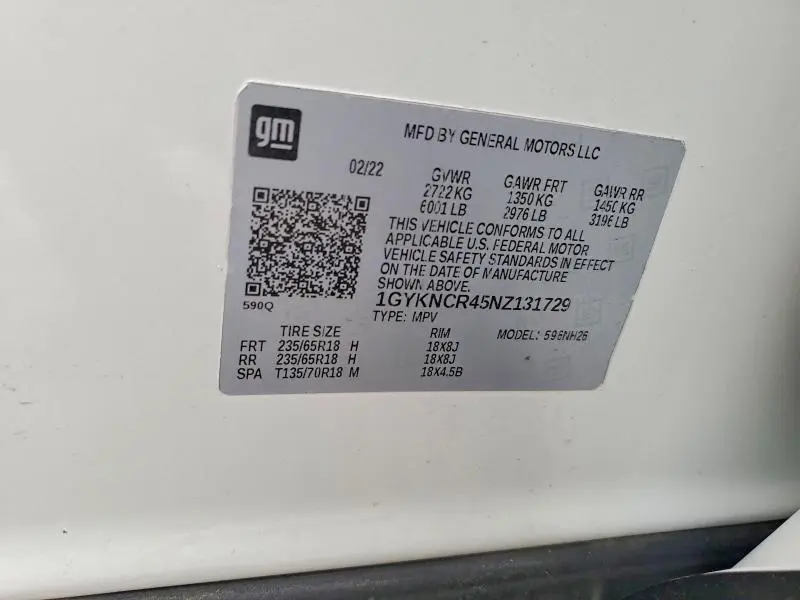 gm
MFD BY GENERAL MOTORS LLC
02/22
GVWR GAWR FRT GAWR RR
2722 KG 1350 KG 1450 KG
6001 LB 2976 LB 3196 LB
THIS VEHICLE CONFORMS TO ALL
APPLICABLE U.S. FEDERAL MOTOR
VEHICLE SAFETY STANDARDS IN EFFECT
ON THE DATE OF MANUFACTURE
SHOWN ABOVE.
590Q
1GYKNCR45NZ131729
TYPE: MPV
MODEL:
TIRE SIZE RIM
FRT 235/65R18 H 18X8J
RR 235/65R18 H 18X8J
SPA T135/70R18 M 18X4.5B